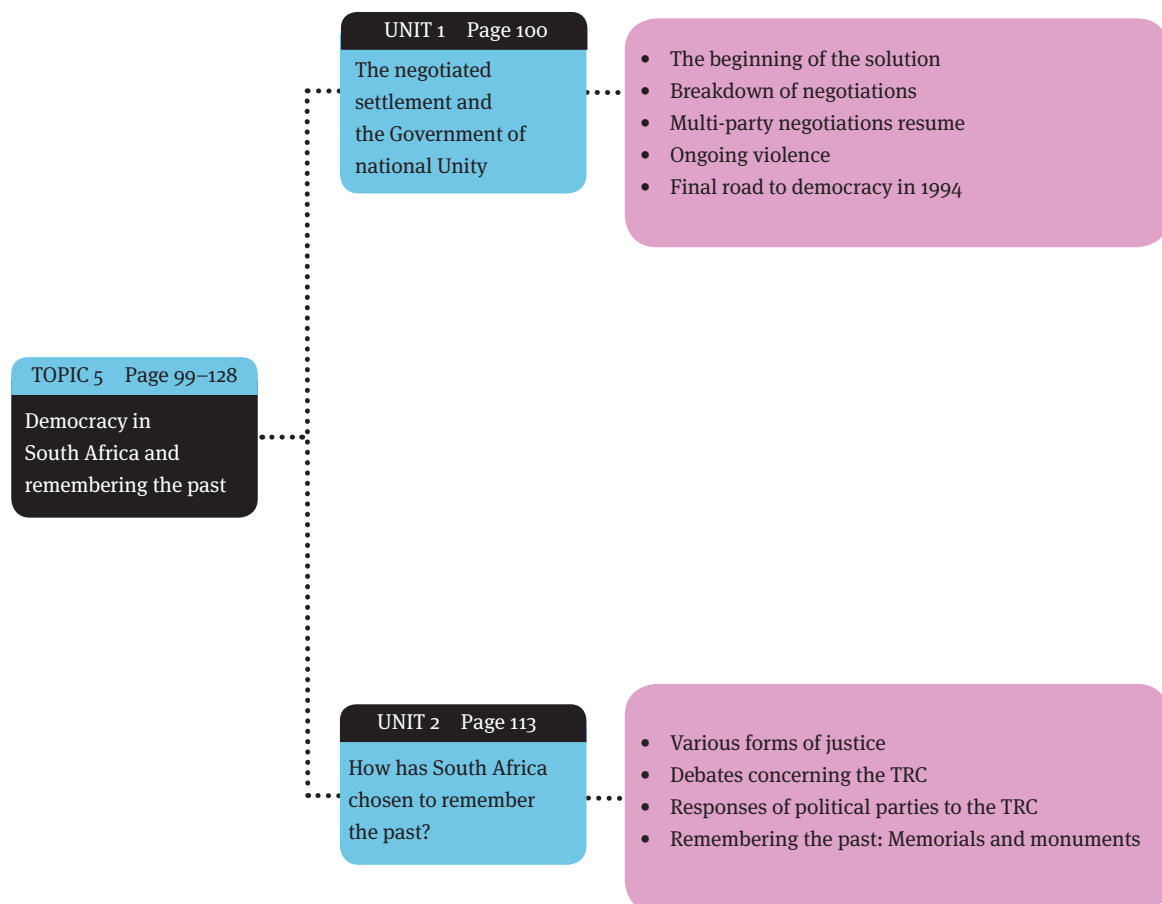 UNIT 1 Page 100
The negotiated
settlement and
the Government of
national Unity
• The beginning of the solution
• Breakdown of negotiations
• Multi-party negotiations resume
• Ongoing violence
• Final road to democracy in 1994
TOPIC 5 Page 99–128
Democracy in
South Africa and
remembering the past
UNIT 2 Page 113
How has South Africa
chosen to remember
the past?
• Various forms of justice
• Debates concerning the TRC
• Responses of political parties to the TRC
• Remembering the past: Memorials and monuments